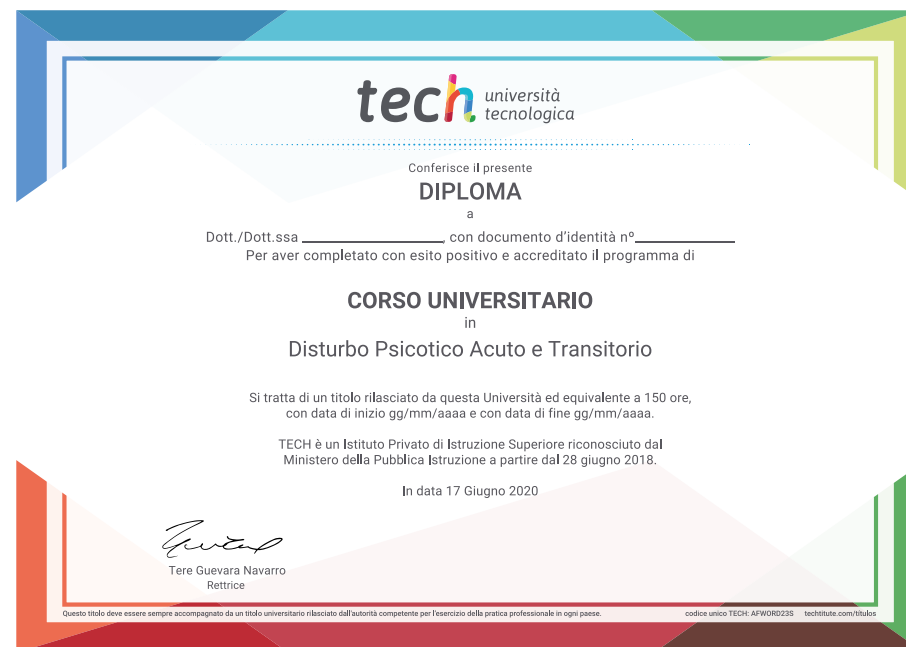 tech università
tecnologica
Conferisce il presente
DIPLOMA
a
Dott./Dott.ssa ____________________, con documento d'identità nº______________
Per aver completato con esito positivo e accreditato il programma di
CORSO UNIVERSITARIO
in
Disturbo Psicotico Acuto e Transitorio
Si tratta di un titolo rilasciato da questa Università ed equivalente a 150 ore,
con data di inizio gg/mm/aaaa e con data di fine gg/mm/aaaa.
TECH è un Istituto Privato di Istruzione Superiore riconosciuto dal
Ministero della Pubblica Istruzione a partire dal 28 giugno 2018.
In data 17 Giugno 2020
Tere Guevara Navarro
Rettrice
Questo titolo deve essere sempre accompagnato da un titolo universitario rilasciato dall'autorità competente per l'esercizio della pratica professionale in ogni paese. codice unico TECH: AFWORD23S techtitute.com/títulos